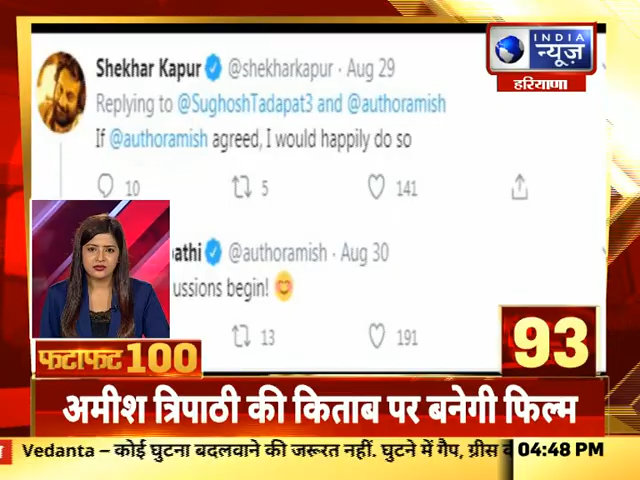 Shekhar Kapur @shekharkapur · Aug 29
Replying to @SughoshTadapat3 and @authoramish
If @authoramish agreed, I would happily do so
10 5 141
INDIA
न्यूज़
हरियाणा
@authoramish · Aug 30
begin!
13 191
फटाफट 100
93
अमीश त्रिपाठी की किताब पर बनेगी फिल्म
Vedanta – कोई घुटना बदलवाने की जरूरत नहीं. घुटने में गैप, ग्रीस
04:48 PM